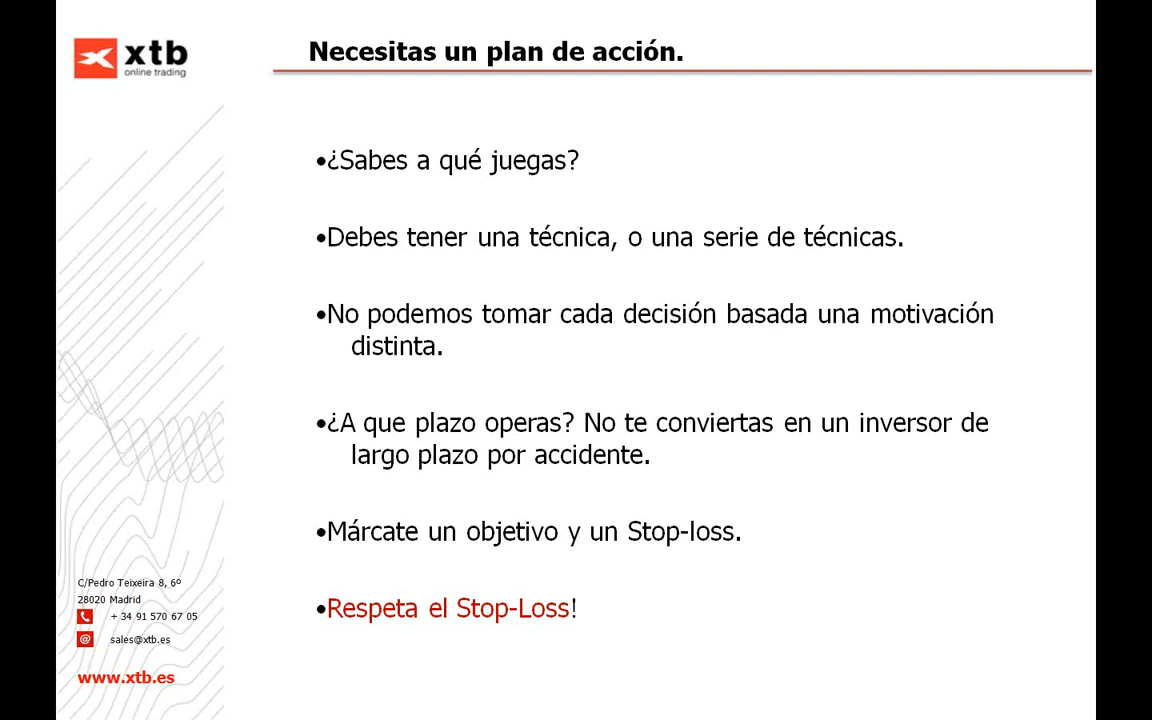 xtb
online trading
Necesitas un plan de acción.
•¿Sabes a qué juegas?
•Debes tener una técnica, o una serie de técnicas.
•No podemos tomar cada decisión basada una motivación
distinta.
•¿A que plazo operas? No te conviertas en un inversor de
largo plazo por accidente.
•Márcate un objetivo y un Stop-loss.
•Respeta el Stop-Loss!
C/Pedro Teixeira 8, 6º
28020 Madrid
+ 34 91 570 67 05
@ sales@xtb.es
www.xtb.es